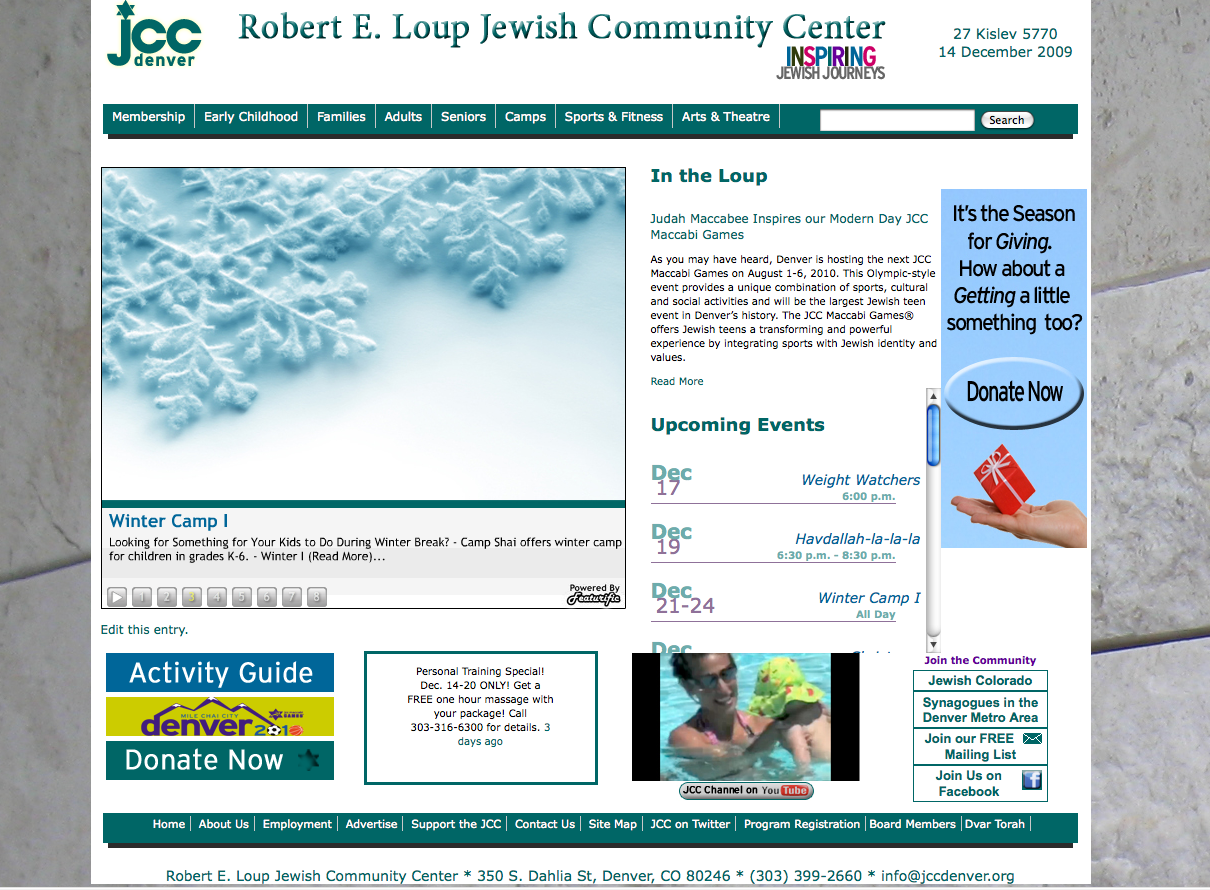 jcc
denver
Robert E. Loup Jewish Community Center
INSPIRING
JEWISH JOURNEYS
27 Kislev 5770
14 December 2009
Membership
Early Childhood
Families
Adults
Seniors
Camps
Sports & Fitness
Arts & Theatre
Search
Winter Camp I
Looking for Something for Your Kids to Do During Winter Break? - Camp Shai offers winter camp
for children in grades K-6. - Winter I (Read More)...
1 2 3 4 5 6 7 8
Powered By
Featurific
Edit this entry.
In the Loup
Judah Maccabee Inspires our Modern Day JCC
Maccabi Games
As you may have heard, Denver is hosting the next JCC
Maccabi Games on August 1-6, 2010. This Olympic-style
event provides a unique combination of sports, cultural
and social activities and will be the largest Jewish teen
event in Denver’s history. The JCC Maccabi Games®
offers Jewish teens a transforming and powerful
experience by integrating sports with Jewish identity and
values.
Read More
Upcoming Events
Dec
17
Weight Watchers
6:00 p.m.
Dec
19
Havdallah-la-la-la
6:30 p.m. - 8:30 p.m.
Dec
21-24
Winter Camp I
All Day
Dec
It's the Season
for Giving.
How about a
Getting a little
something too?
Donate Now
Activity Guide
MILE CHAI CITY
denver 2010
Donate Now
Personal Training Special!
Dec. 14-20 ONLY! Get a
FREE one hour massage with
your package! Call
303-316-6300 for details. 3
days ago
JCC Channel on YouTube
Join the Community
Jewish Colorado
Synagogues in the
Denver Metro Area
Join our FREE
Mailing List
Join Us on
Facebook
f
Home
About Us
Employment
Advertise
Support the JCC
Contact Us
Site Map
JCC on Twitter
Program Registration
Board Members
Dvar Torah
Robert E. Loup Jewish Community Center * 350 S. Dahlia St, Denver, CO 80246 * (303) 399-2660 * info@jccdenver.org